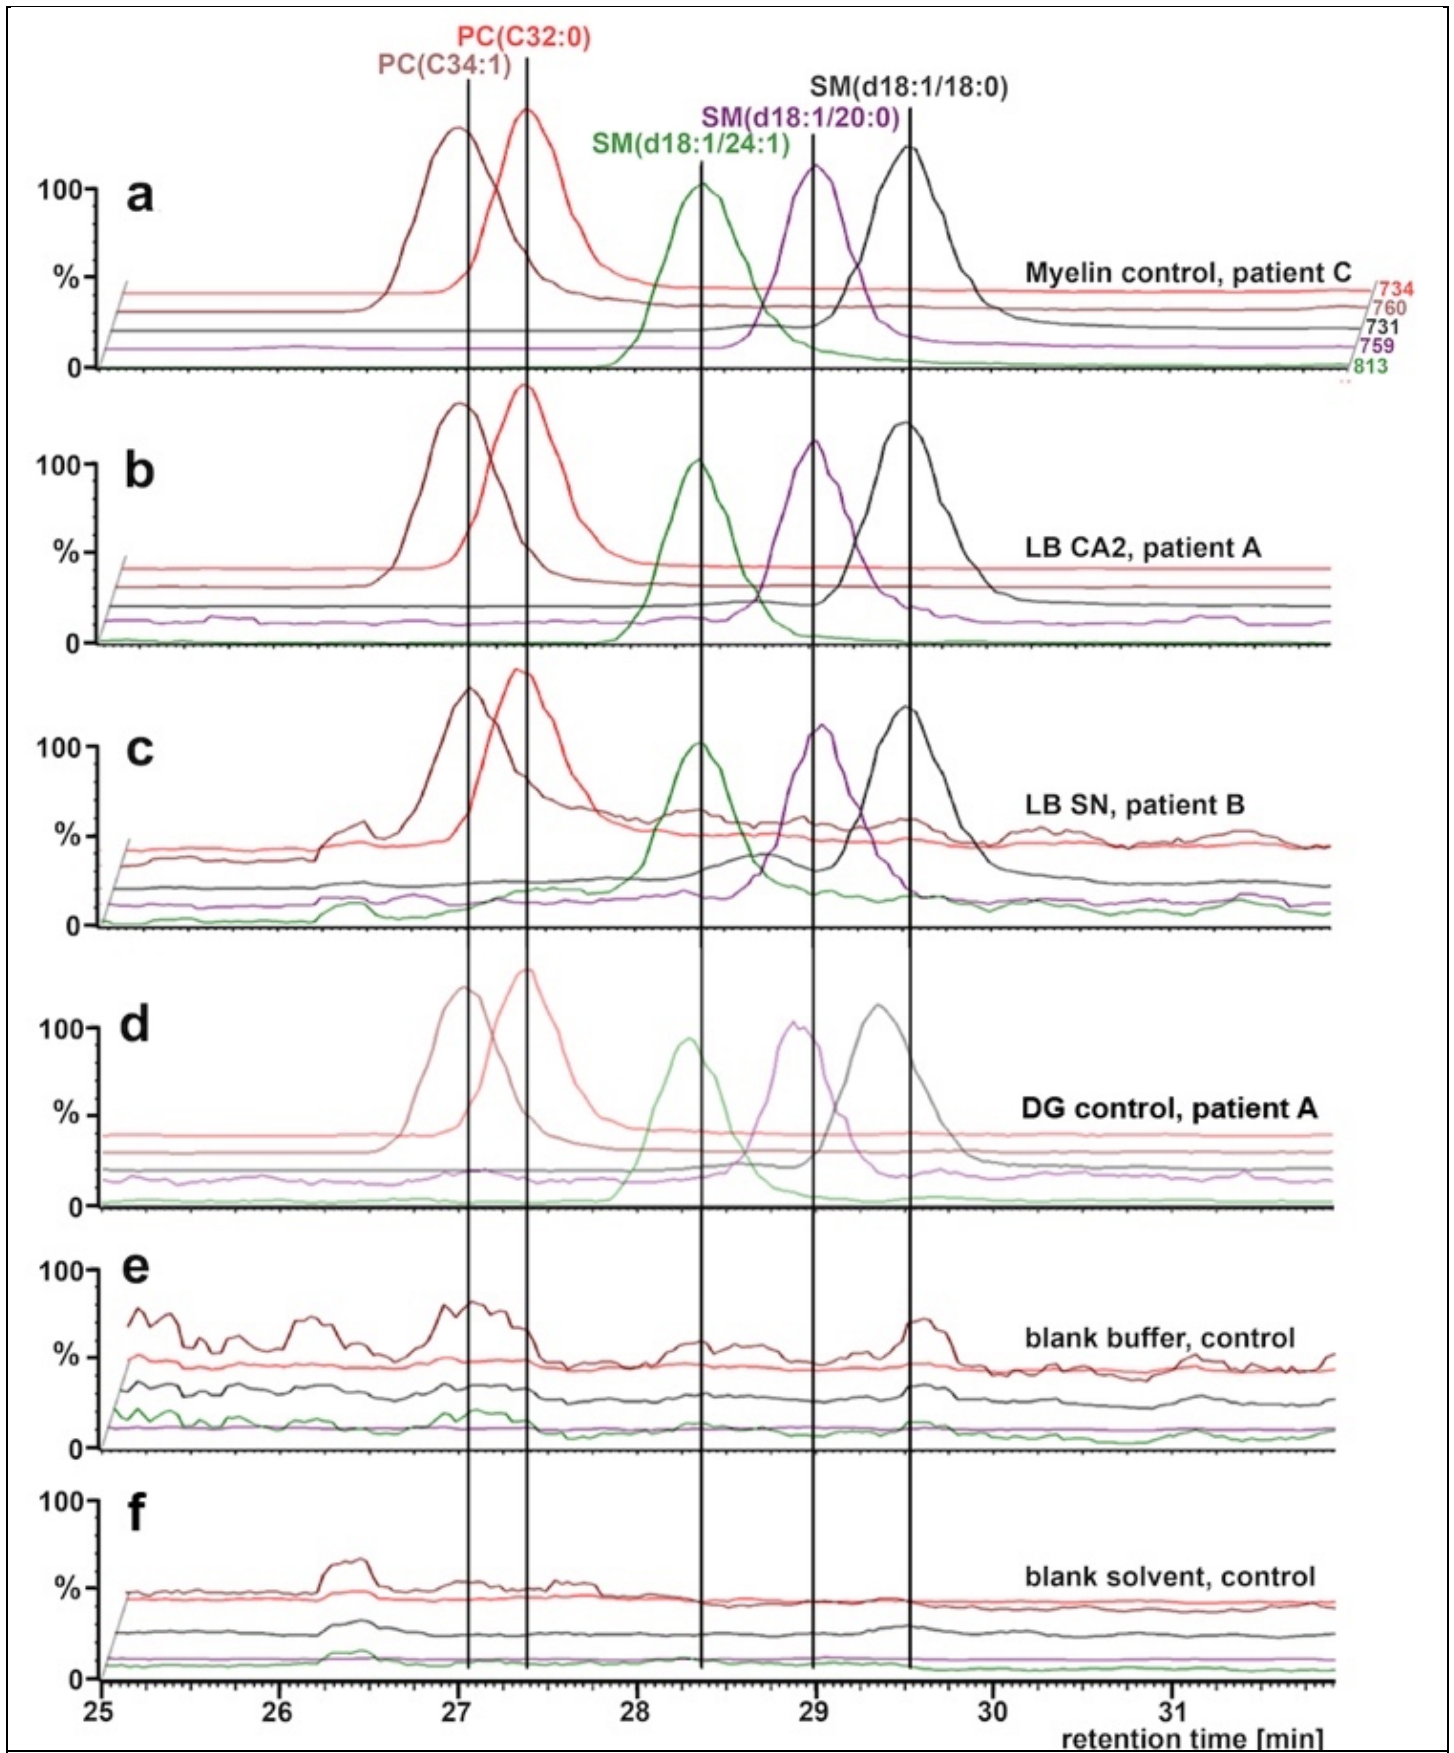 PC(C32:0)
PC(C34:1)
SM(d18:1/18:0)
SM(d18:1/20:0)
SM(d18:1/24:1)
a
100
%
0
Myelin control, patient C
734
760
731
759
813
b
100
%
0
LB CA2, patient A
c
100
%
0
LB SN, patient B
d
100
%
0
DG control, patient A
e
100
%
0
blank buffer, control
f
100
%
0
blank solvent, control
25 26 27 28 29 30 31
retention time [min]